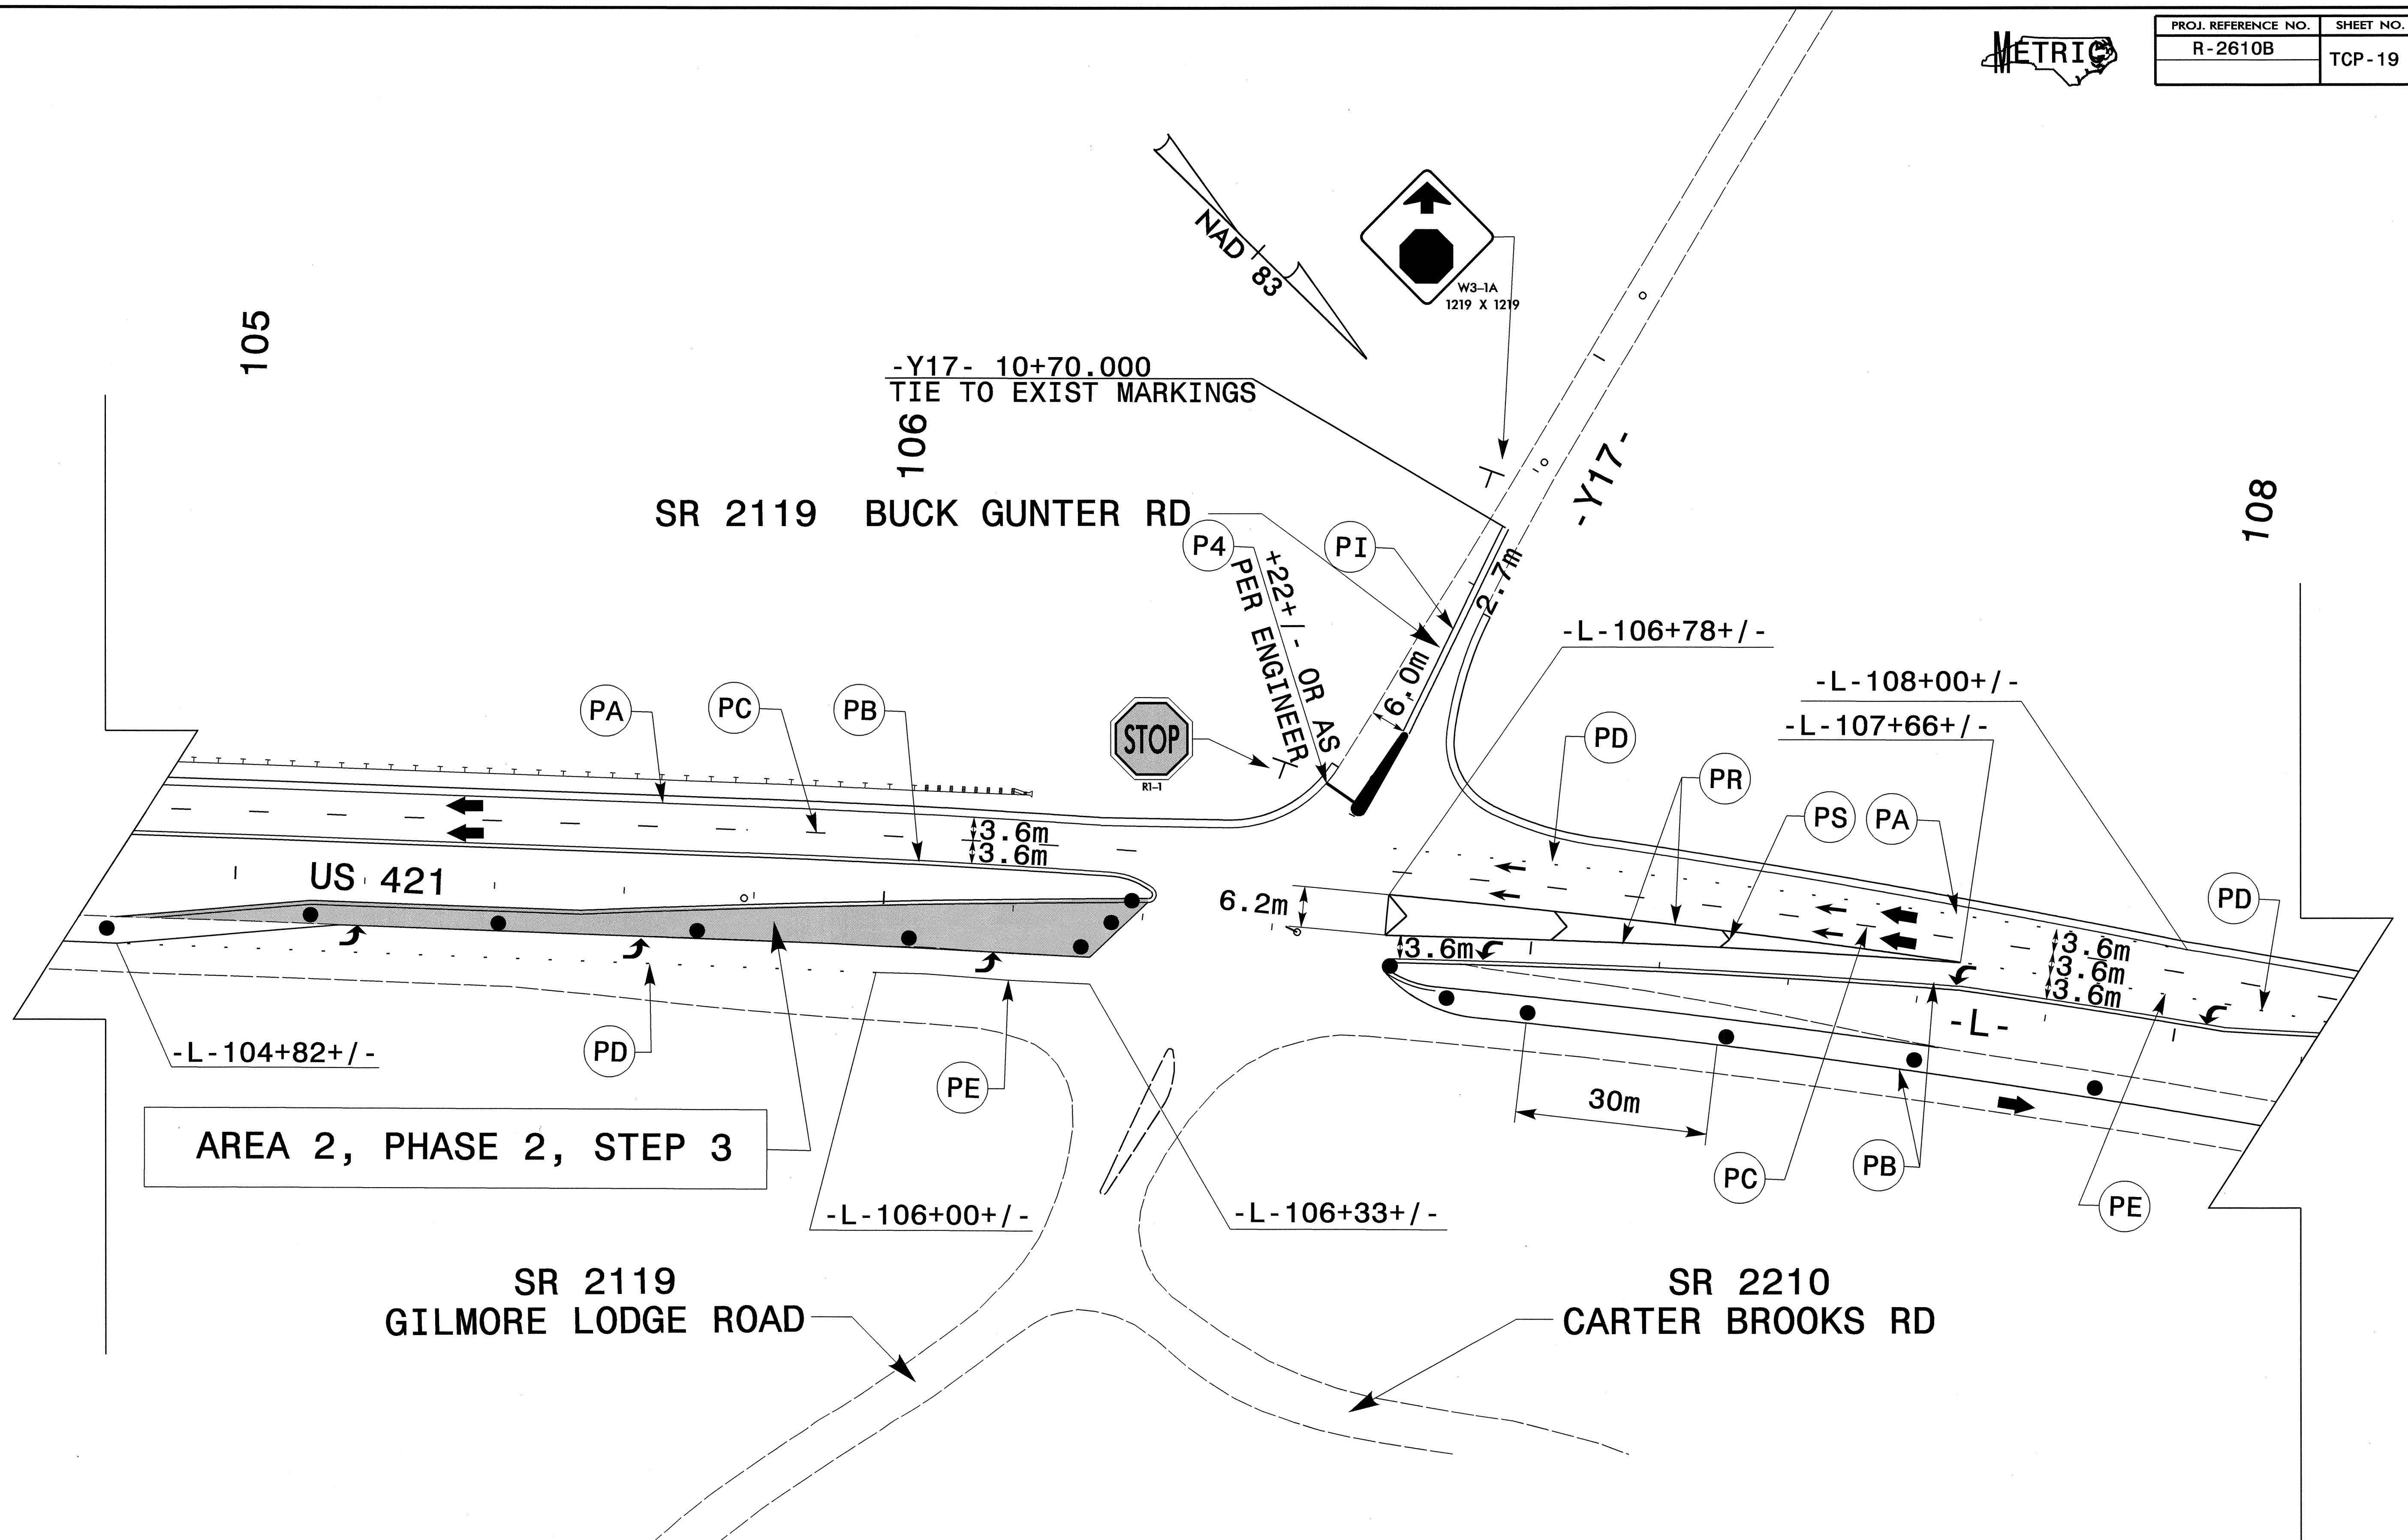 METRIC
PROJ. REFERENCE NO.
SHEET NO.
R-2610B
TCP-19
NAD 83
W3-1A
1219 X 1219
105
-Y17- 10+70.000
TIE TO EXIST MARKINGS
106
108
-Y17-
SR 2119 BUCK GUNTER RD
P4
+22+/- OR AS
PER ENGINEER
PI
2.7m
6.0m
-L-106+78+/-
-L-108+00+/-
-L-107+66+/-
PA
PC
PB
STOP
R1-1
PD
PR
PS
PA
PD
3.6m
3.6m
US 421
6.2m
3.6m
3.6m
3.6m
3.6m
-L-
-L-104+82+/-
PD
PE
30m
AREA 2, PHASE 2, STEP 3
PC
PB
PE
-L-106+00+/-
-L-106+33+/-
SR 2119
GILMORE LODGE ROAD
SR 2210
CARTER BROOKS RD